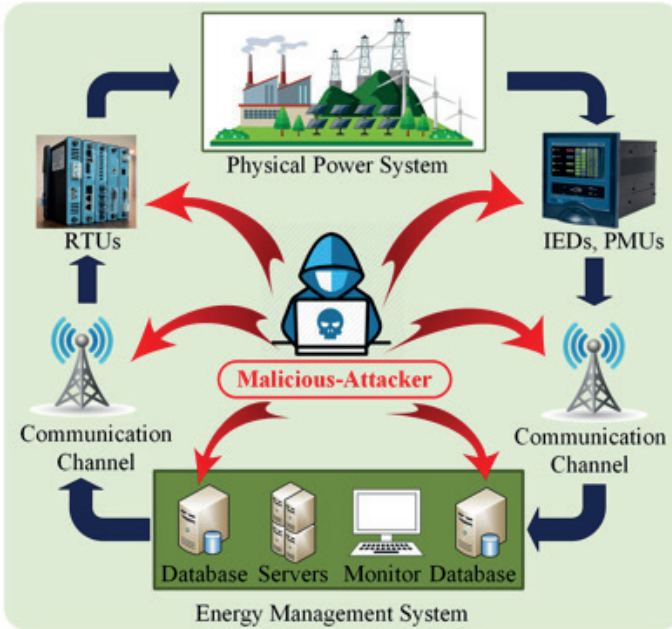 Physical Power System
RTUs
IEDs, PMUs
Malicious-Attacker
Communication
Channel
Communication
Channel
Database Servers Monitor Database
Energy Management System